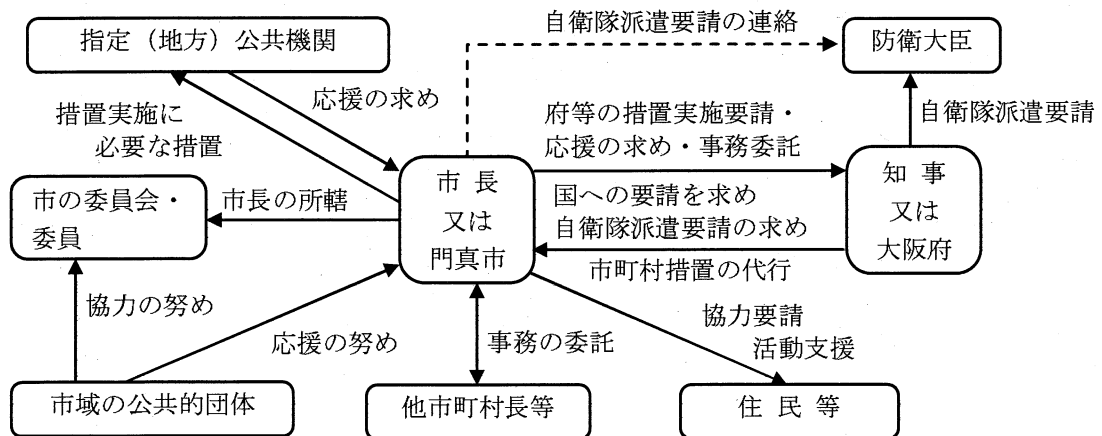 指定（地方）公共機関
自衛隊派遣要請の連絡
防衛大臣
応援の求め
措置実施に
必要な措置
府等の措置実施要請・
応援の求め・事務委託
自衛隊派遣要請
市の委員会・
委員
市長の所轄
市 長
又は
門真市
国への要請を求め
自衛隊派遣要請の求め
知 事
又は
大阪府
市町村措置の代行
協力の努め
応援の努め
事務の委託
協力要請
活動支援
市域の公共的団体
他市町村長等
住 民 等